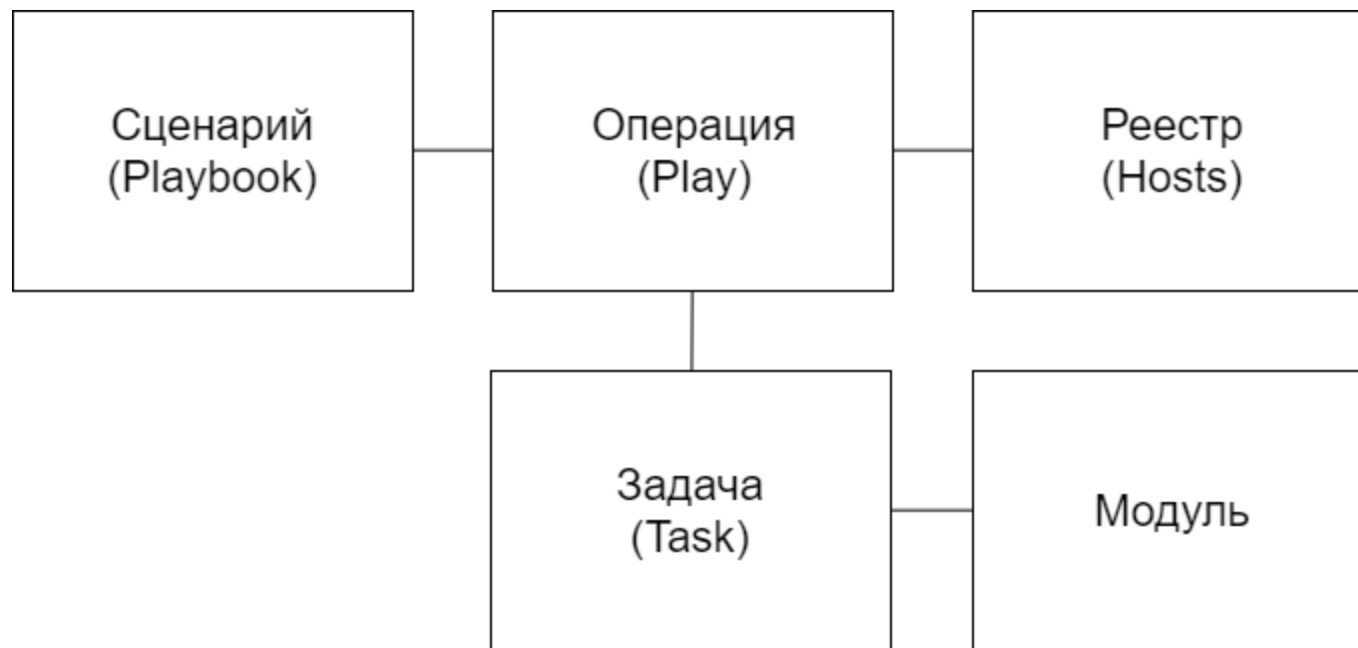 Сценарий
(Playbook)
Операция
(Play)
Реестр
(Hosts)
Задача
(Task)
Модуль